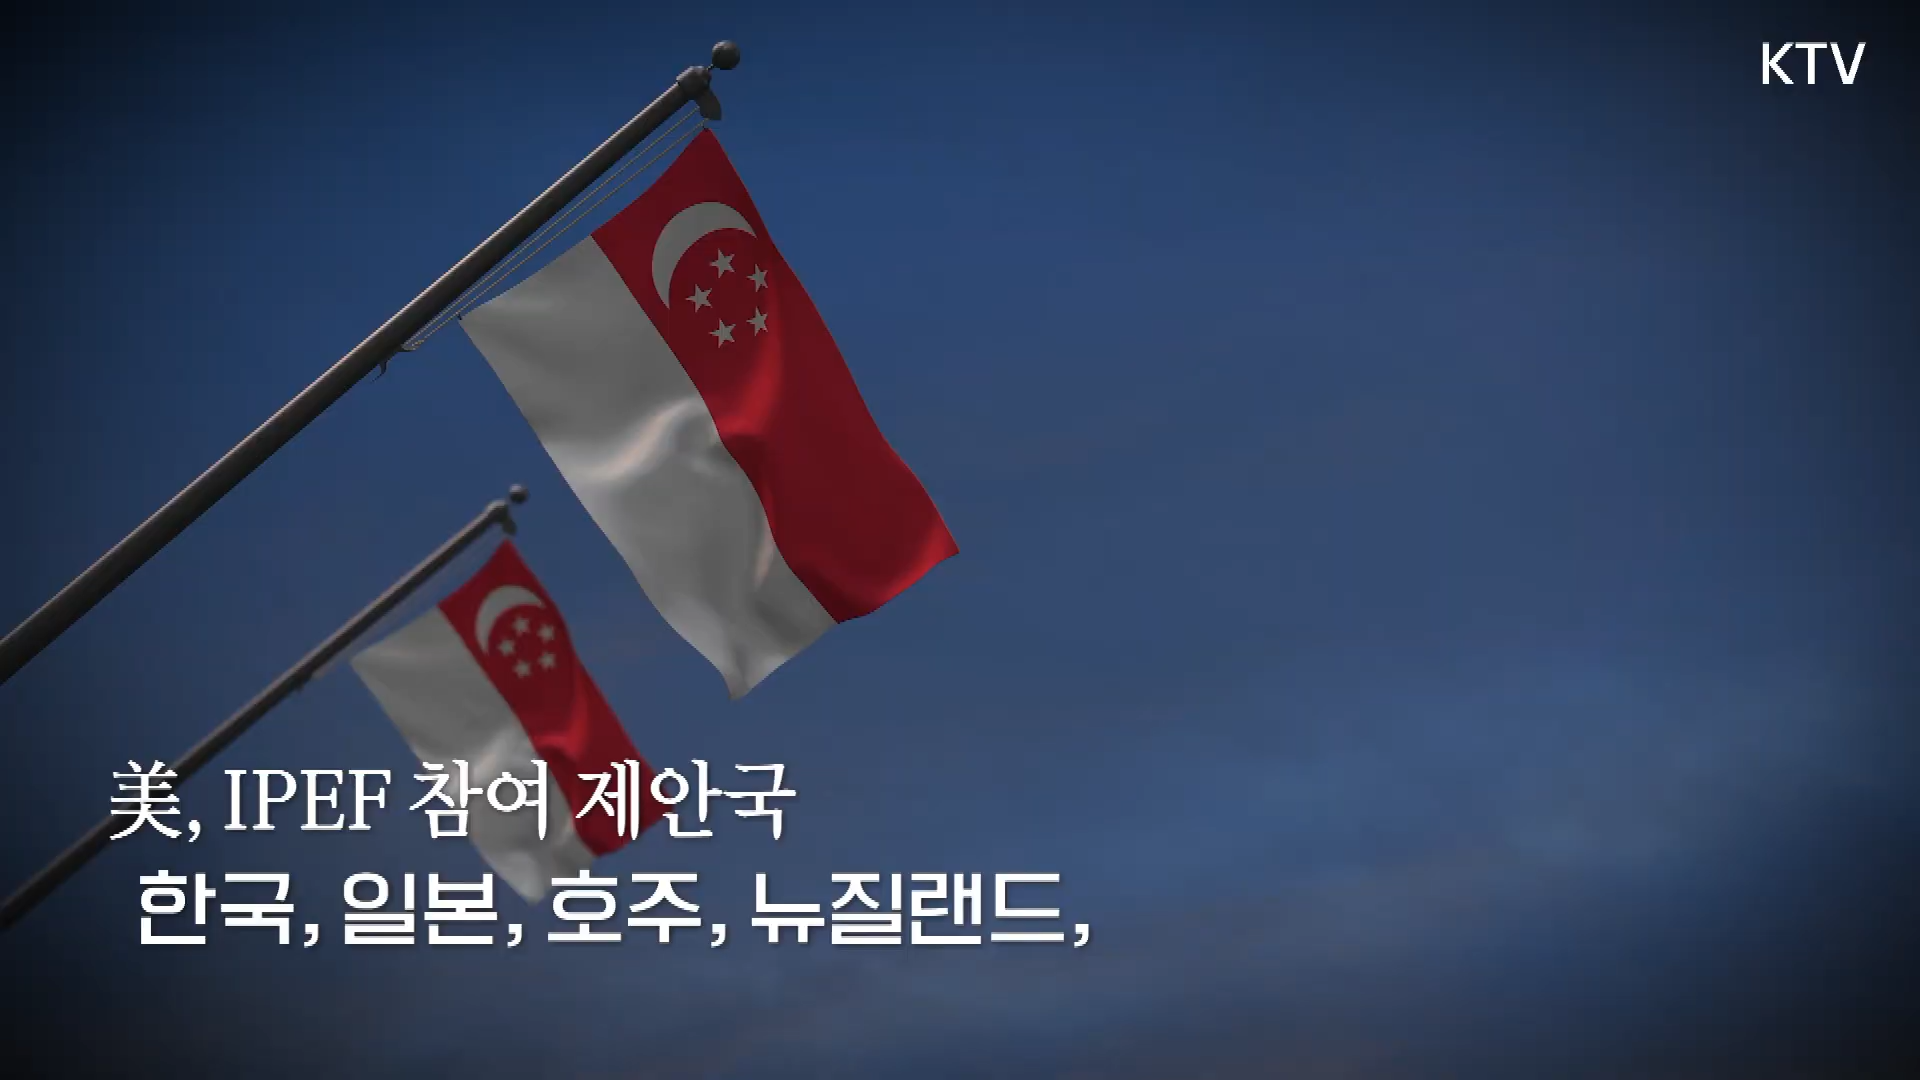 KTV
美, IPEF 참여 제안국
한국, 일본, 호주, 뉴질랜드,